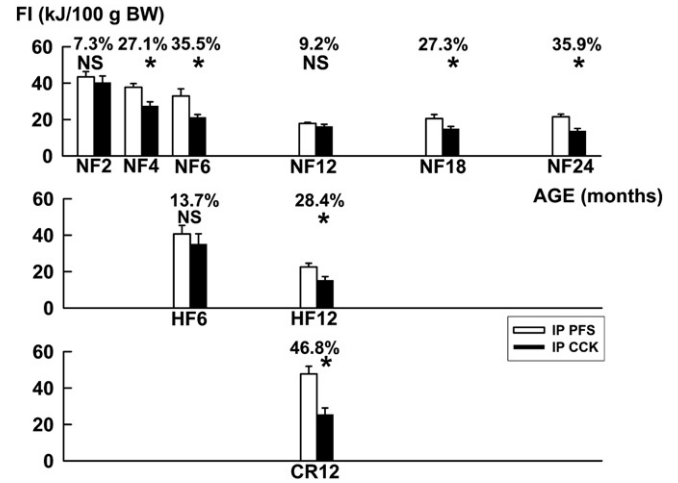 FI (kJ/100 g BW)
60
40
20
0
7.3% 27.1% 35.5% 9.2% 27.3% 35.9%
NS * * NS * *
NF2 NF4 NF6 NF12 NF18 NF24
AGE (months)
60
40
20
0
13.7% 28.4%
NS *
HF6 HF12
IP PFS
IP CCK
60
40
20
0
46.8%
*
CR12